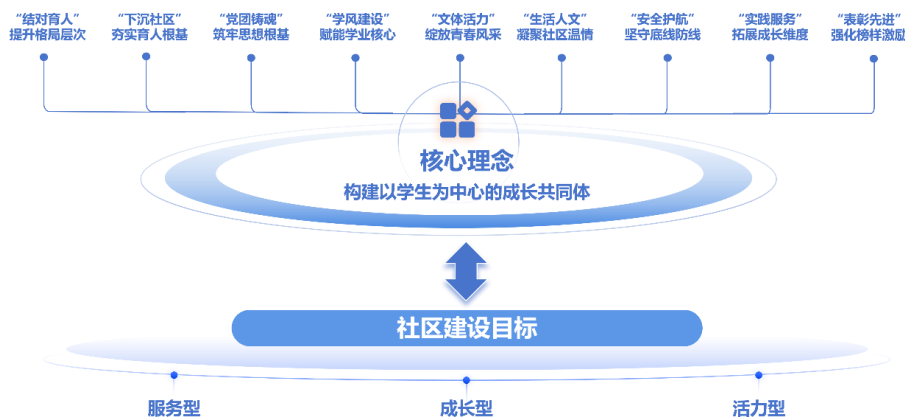 “结对育人” “下沉社区” “党团铸魂” “学风建设” “文体活力” “生活人文” “安全护航” “实践服务” “表彰先进”
提升格局层次 夯实育人根基 筑牢思想根基 赋能学业核心 绽放青春风采 凝聚社区温情 坚守底线防线 拓展成长维度 强化榜样激励
核心理念
构建以学生为中心的成长共同体
社区建设目标
服务型 成长型 活力型